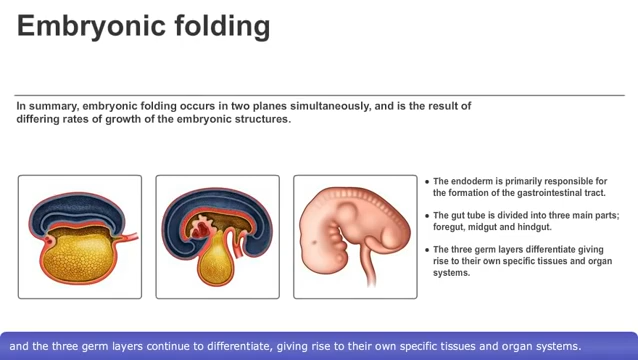 Embryonic folding
In summary, embryonic folding occurs in two planes simultaneously, and is the result of
differing rates of growth of the embryonic structures.
• The endoderm is primarily responsible for
the formation of the gastrointestinal tract.
• The gut tube is divided into three main parts;
foregut, midgut and hindgut.
• The three germ layers differentiate giving
rise to their own specific tissues and organ
systems.
and the three germ layers continue to differentiate, giving rise to their own specific tissues and organ systems.